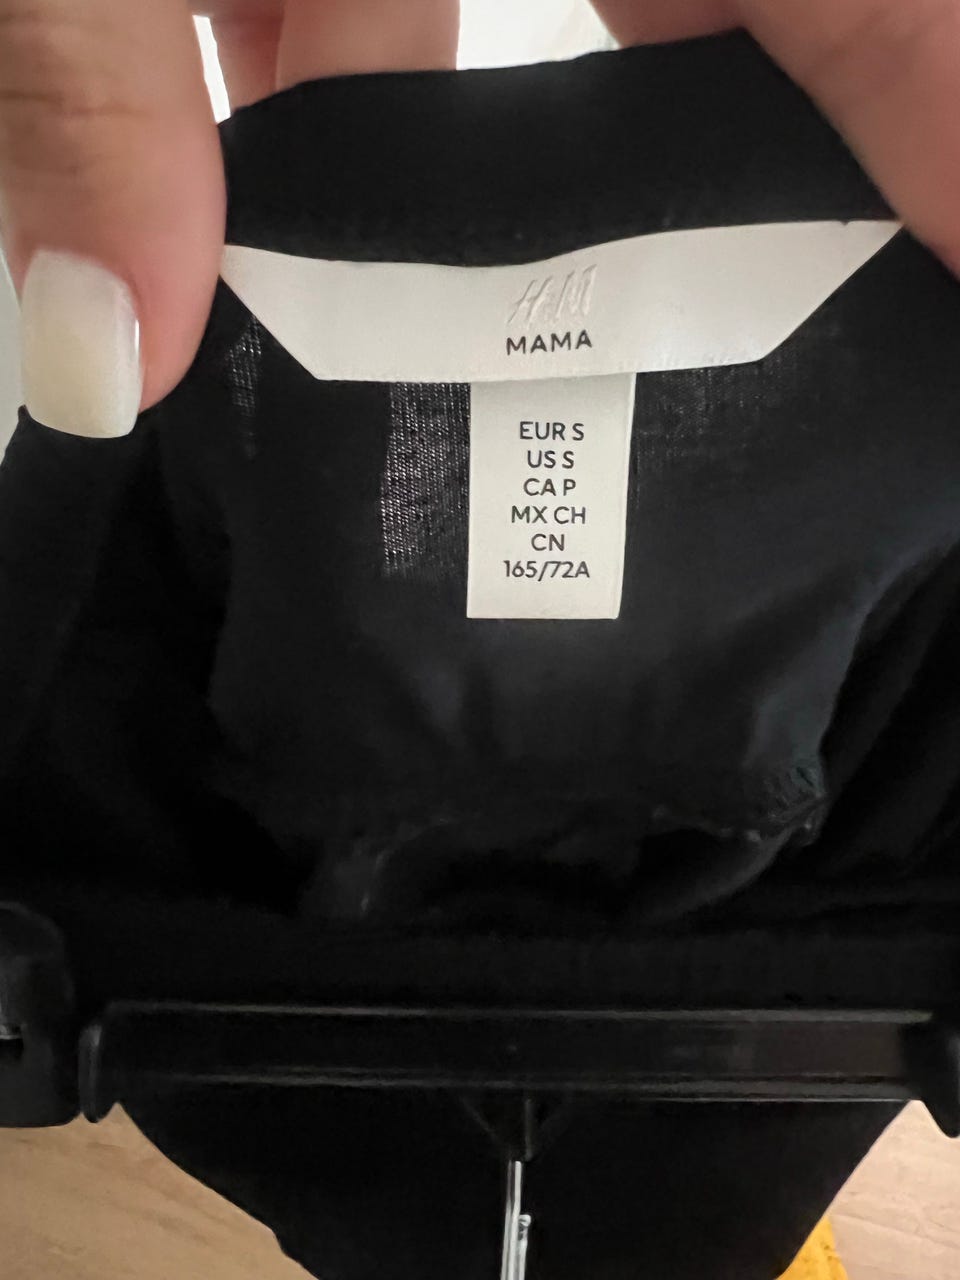 H&M
MAMA
EUR S
US S
CA P
MX CH
CN
165/72A